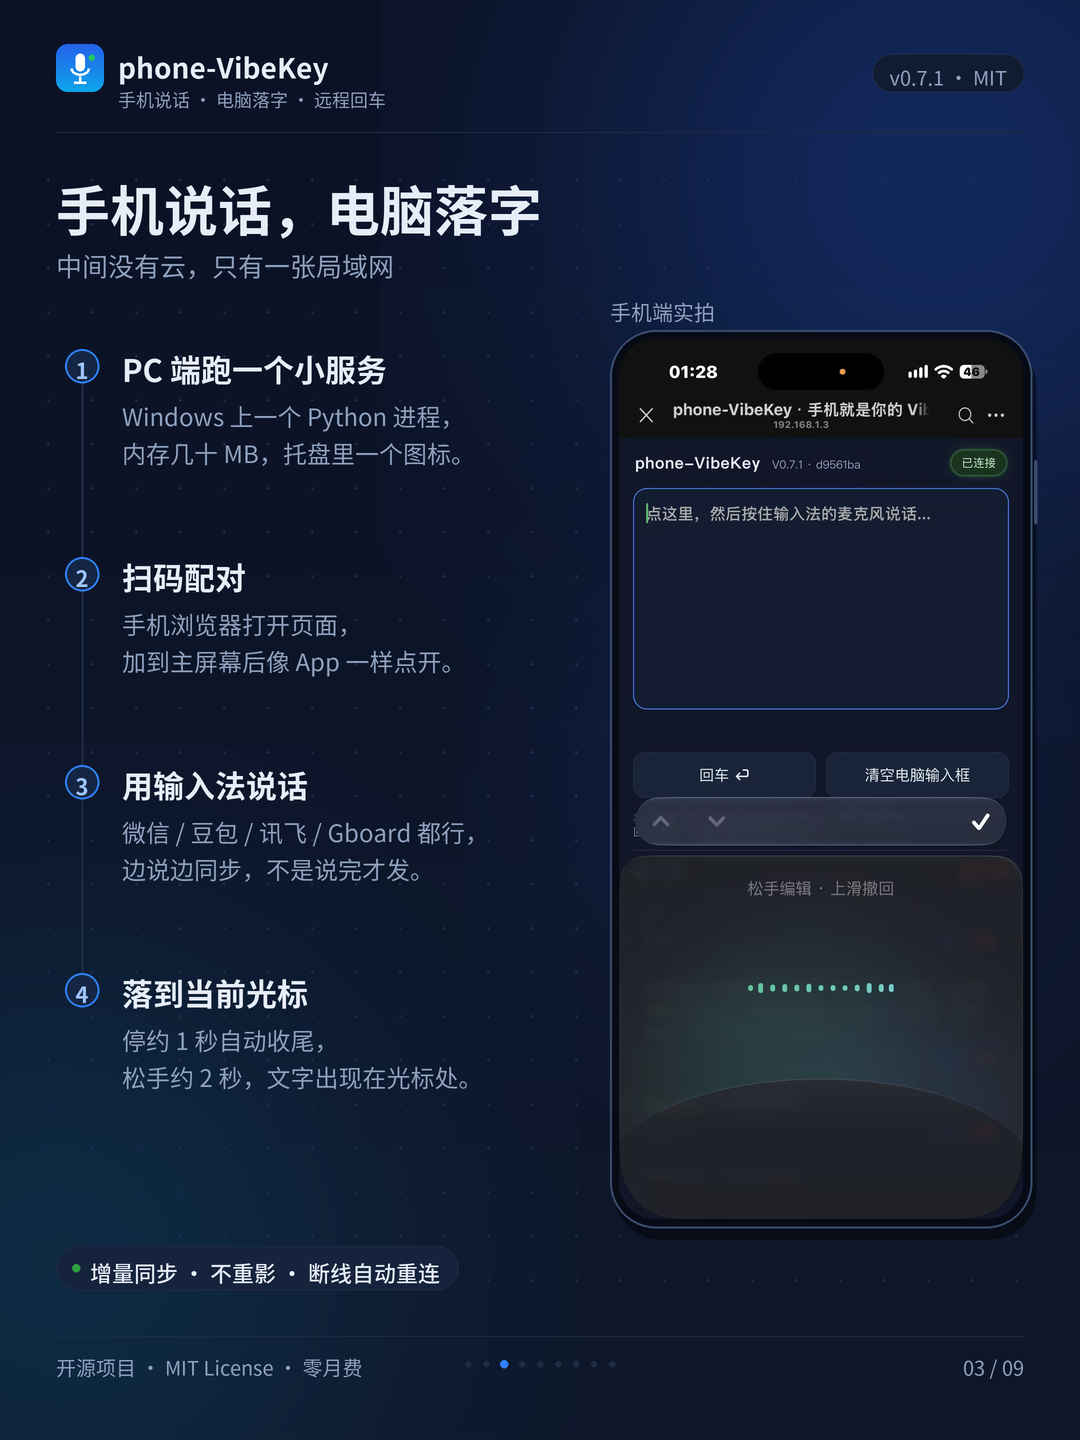 phone-VibeKey
手机说话 · 电脑落字 · 远程回车
v0.7.1 · MIT
手机说话，电脑落字
中间没有云，只有一张局域网
1
PC 端跑一个小服务
Windows 上一个 Python 进程，
内存几十 MB，托盘里一个图标。
2
扫码配对
手机浏览器打开页面，
加到主屏幕后像 App 一样点开。
3
用输入法说话
微信 / 豆包 / 讯飞 / Gboard 都行，
边说边同步，不是说完才发。
4
落到当前光标
停约 1 秒自动收尾，
松手约 2 秒，文字出现在光标处。
手机端实拍
01:28
46
phone-VibeKey · 手机就是你的 Vib
192.168.1.3
phone-VibeKey V0.7.1 · d9561ba
已连接
点这里，然后按住输入法的麦克风说话...
回车
清空电脑输入框
松手编辑 · 上滑撤回
增量同步 · 不重影 · 断线自动重连
开源项目 · MIT License · 零月费
03 / 09